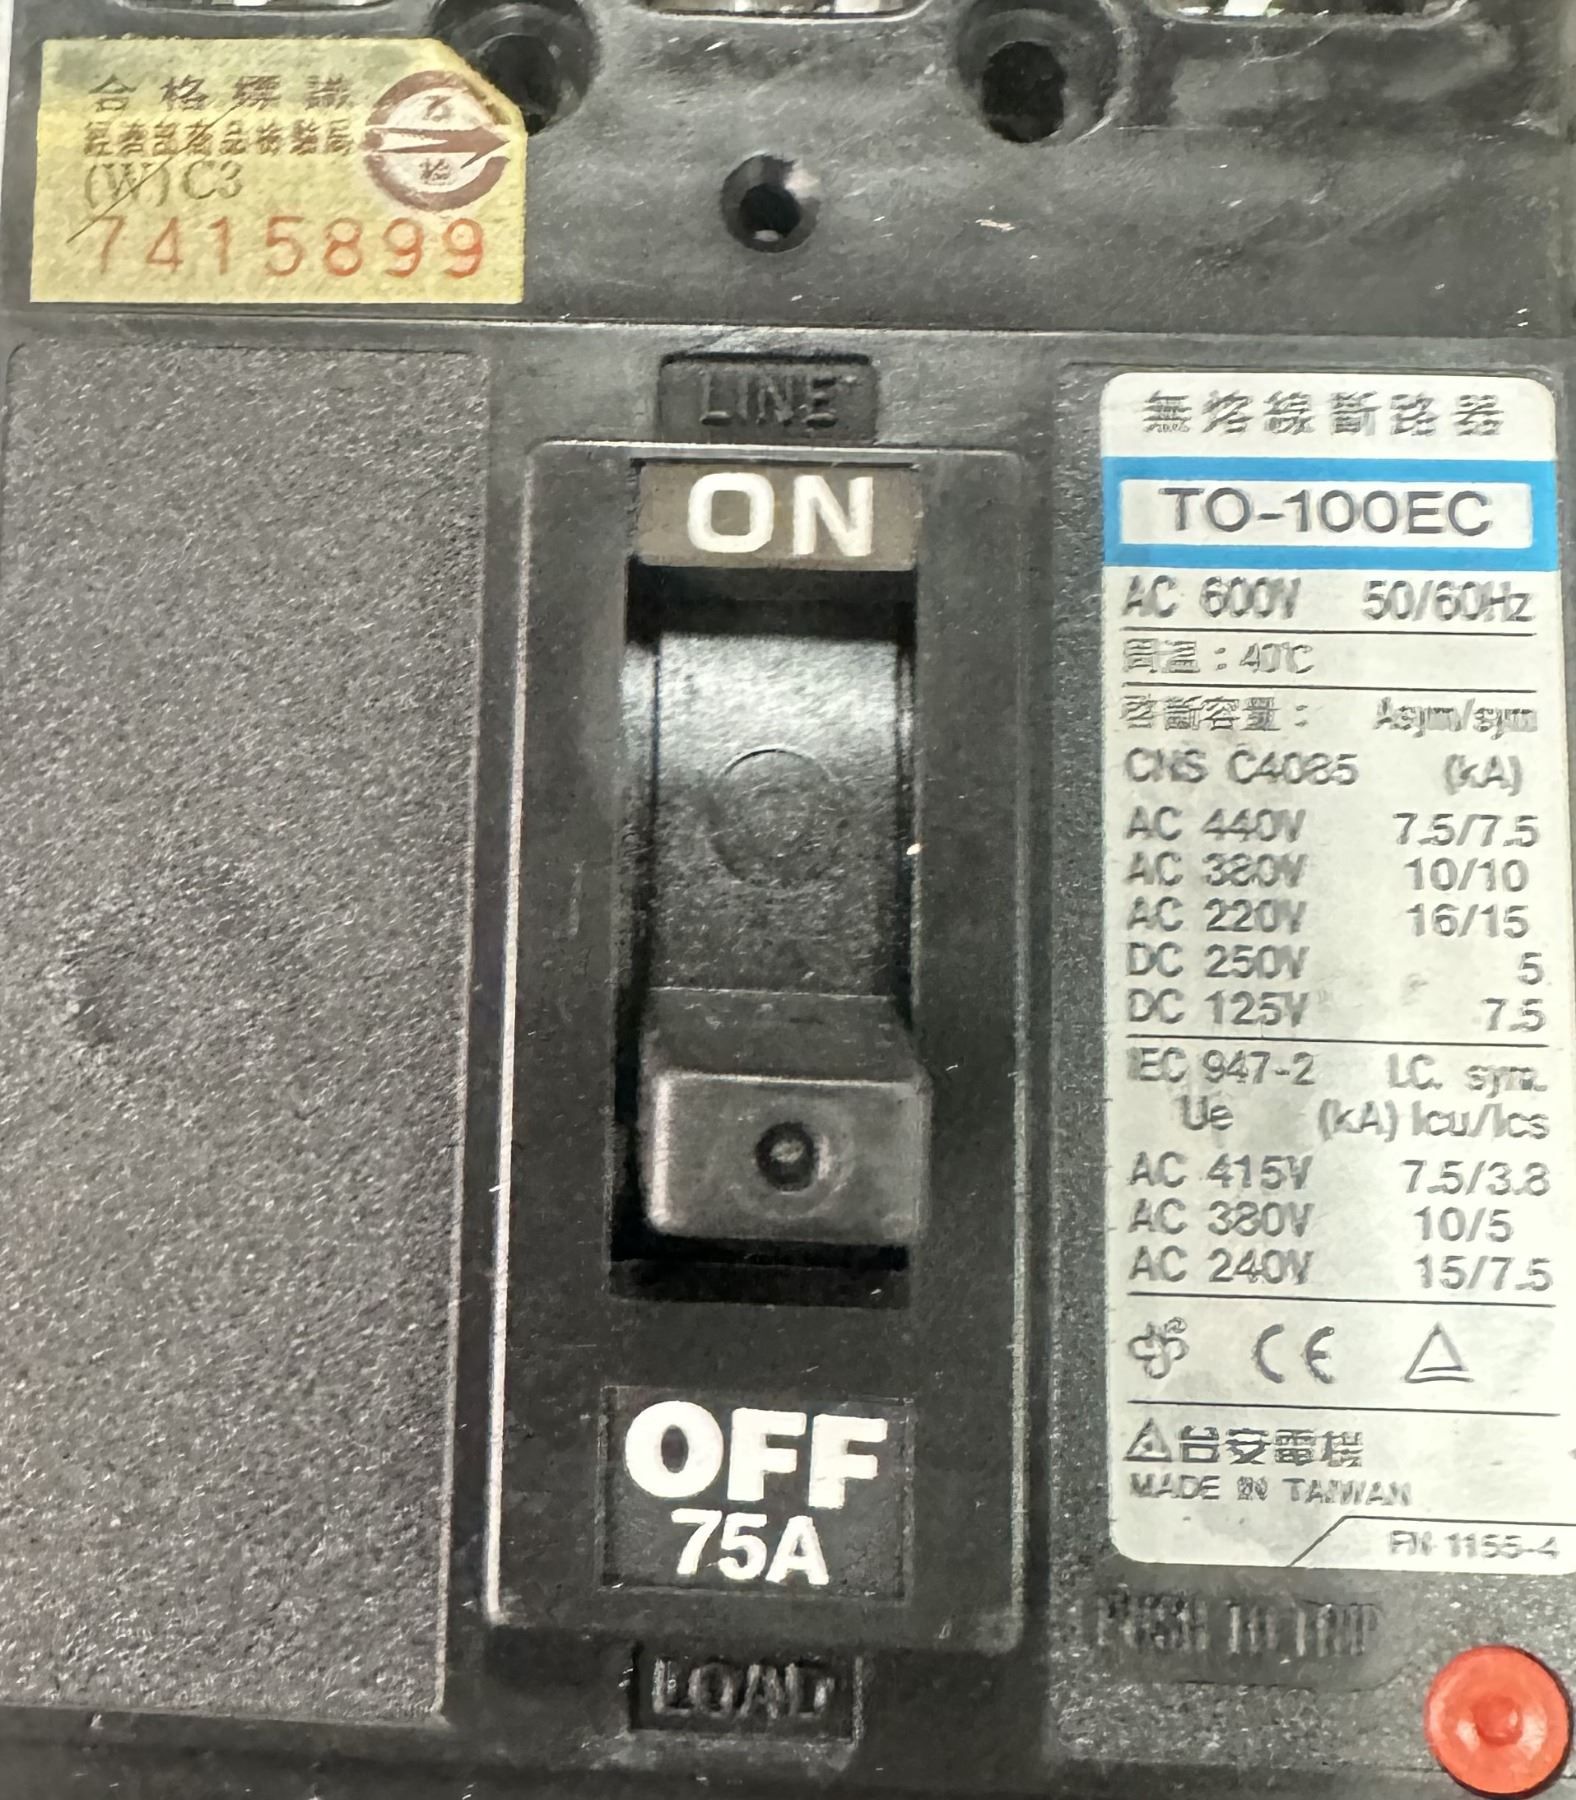 合格標識
經濟部商品檢驗局
(W)C3
7415899
LINE
ON
OFF
75A
LOAD
無熔線斷路器
TO-100EC
AC 600V 50/60Hz
周溫：40℃
啓斷容量： Asym/sym
CNS C4085 (kA)
AC 440V 7.5/7.5
AC 380V 10/10
AC 220V 16/15
DC 250V 5
DC 125V 7.5
IEC 947-2 I.C. sym.
Ue (kA) Icu/Ics
AC 415V 7.5/3.8
AC 380V 10/5
AC 240V 15/7.5
CE
台安電機
MADE IN TAIWAN
1155-4
PUSH TO TRIP